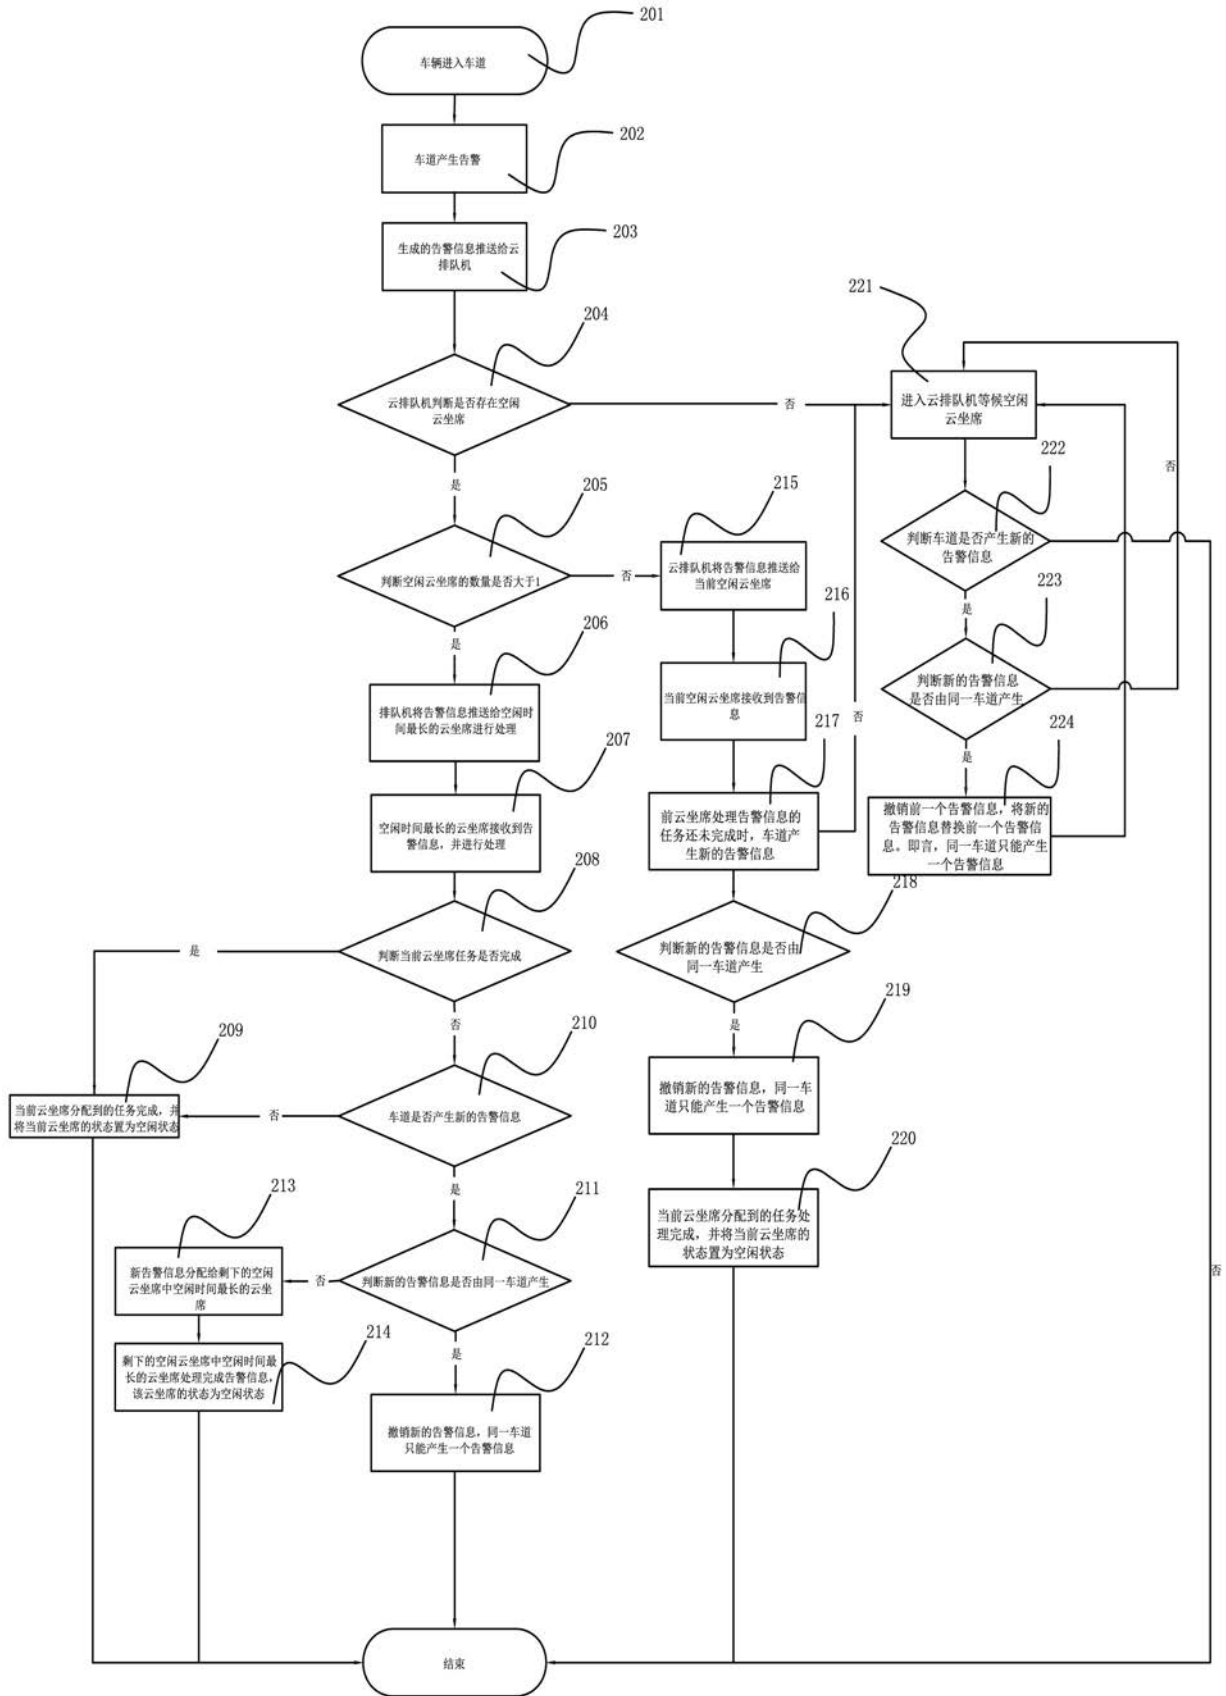 201
车辆进入车道
202
车道产生告警
203
生成的告警信息推送给云
排队机
204
云排队机判断是否存在空闲
云坐席
否
是
205
判断空闲云坐席的数量是否大于1
否
是
206
排队机将告警信息推送给空闲时
间最长的云坐席进行处理
207
空闲时间最长的云坐席接收到告
警信息，并进行处理
208
判断当前云坐席任务是否完成
是
否
209
当前云坐席分配到的任务完成，并
将当前云坐席的状态置为空闲状态
210
车道是否产生新的告警信息
否
是
211
判断新的告警信息是否由同一车道产生
否
是
212
撤销新的告警信息，同一车道
只能产生一个告警信息
213
新告警信息分配给剩下的空闲
云坐席中空闲时间最长的云坐
席
214
剩下的空闲云坐席中空闲时间最
长的云坐席处理完成告警信息，
该云坐席的状态为空闲状态
215
云排队机将告警信息推送给
当前空闲云坐席
216
当前空闲云坐席接收到告警信
息
217
前云坐席处理告警信息的
任务还未完成时，车道产
生新的告警信息
否
218
判断新的告警信息是否由
同一车道产生
是
219
撤销新的告警信息，同一车
道只能产生一个告警信息
220
当前云坐席分配到的任务处
理完成，并将当前云坐席的
状态置为空闲状态
221
进入云排队机等候空闲
云坐席
222
判断车道是否产生新的
告警信息
是
否
223
判断新的告警信息
是否由同一车道产生
是
否
224
撤销前一个告警信息，将新的
告警信息替换前一个告警信
息。即言，同一车道只能产生
一个告警信息
结束